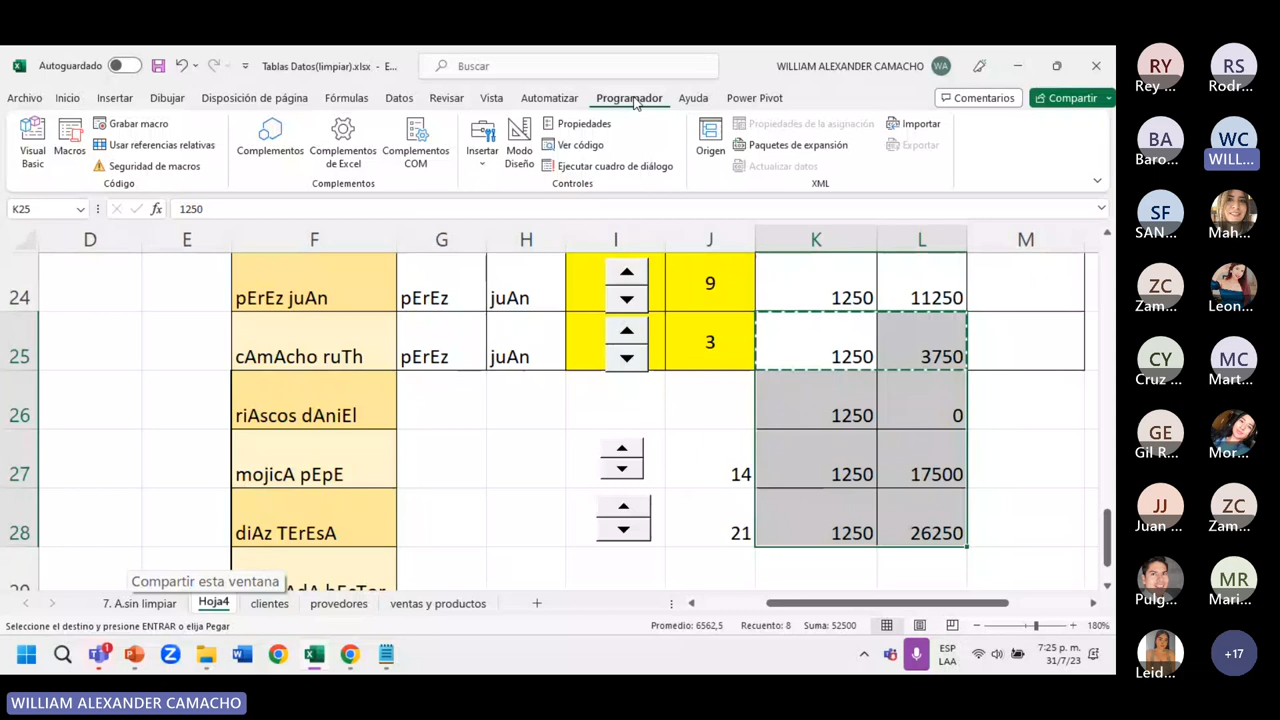 Autoguardado
Tablas Datos(limpiar).xlsx - E...
Buscar
WILLIAM ALEXANDER CAMACHO WA
Archivo Inicio Insertar Dibujar Disposición de página Fórmulas Datos Revisar Vista Automatizar Programador Ayuda Power Pivot
Comentarios Compartir
Visual Basic
Macros
Grabar macro
Usar referencias relativas
Seguridad de macros
Código
Complementos
Complementos de Excel
Complementos COM
Complementos
Insertar
Modo Diseño
Propiedades
Ver código
Ejecutar cuadro de diálogo
Controles
Origen
Propiedades de la asignación
Paquetes de expansión
Actualizar datos
Importar
Exportar
XML
K25 fx 1250
D E F G H I J K L M
24 pErEz juAn pErEz juAn 9 1250 11250
25 cAmAcho ruTh pErEz juAn 3 1250 3750
26 riAscos dAniEl 1250 0
27 mojicA pEpE 14 1250 17500
28 diAz TErEsA 21 1250 26250
Compartir esta ventana
7. A.sin limpiar Hoja4 clientes provedores ventas y productos
Seleccione el destino y presione ENTRAR o elija Pegar
Promedio: 6562,5 Recuento: 8 Suma: 52500
180%
1
ESP
LAA
7:25 p. m.
31/7/23
WILLIAM ALEXANDER CAMACHO
RY RS
Rey ... Rodr...
BA WC
Baro... WILL...
SF
SAN... Mah...
ZC
Zam... Leon...
CY MC
Cruz ... Mart...
GE
Gil R... Mor...
JJ ZC
Juan ... Zam...
MR
Pulg... Mari...
+17
Leid...